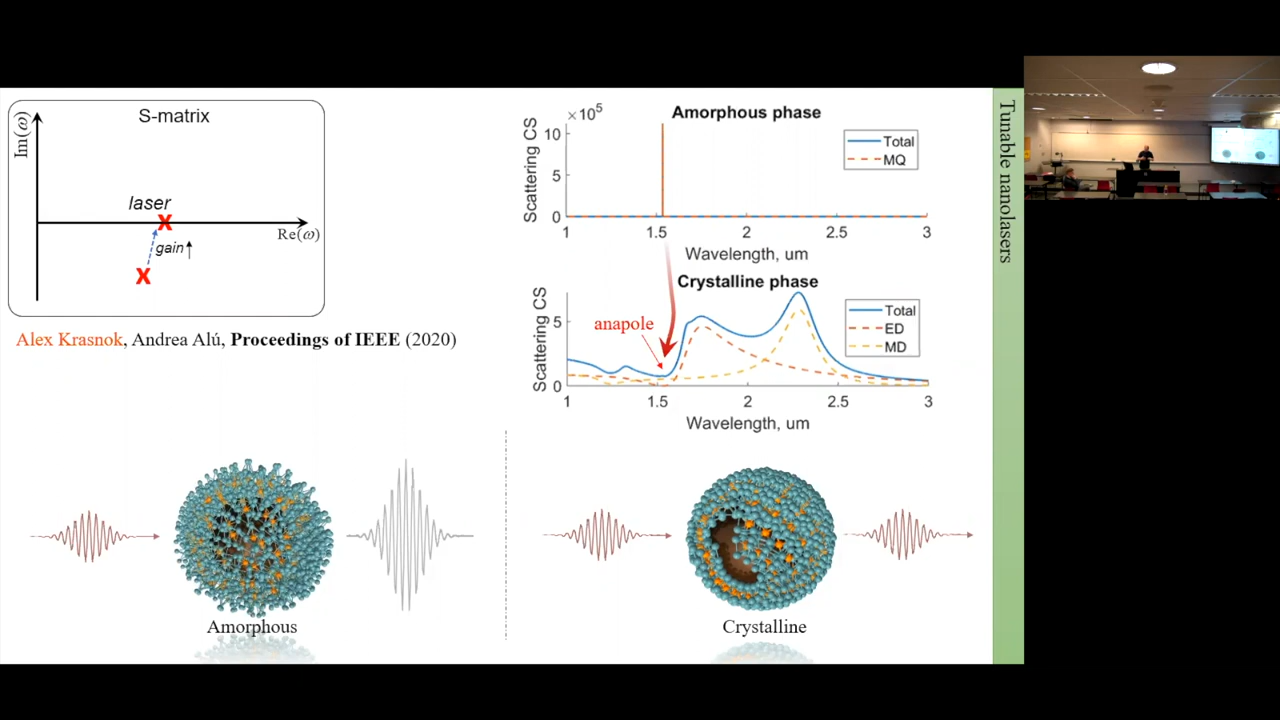 S-matrix
Im(ω)
laser
X
Re(ω)
gain↑
X
Alex Krasnok, Andrea Alú, Proceedings of IEEE (2020)
Amorphous phase
×10⁵
Scattering CS
10
5
0
Total
MQ
1 1.5 2 2.5 3
Wavelength, um
Crystalline phase
Scattering CS
5
0
anapole
Total
ED
MD
1 1.5 2 2.5 3
Wavelength, um
Amorphous
Crystalline
Tunable nanolasers